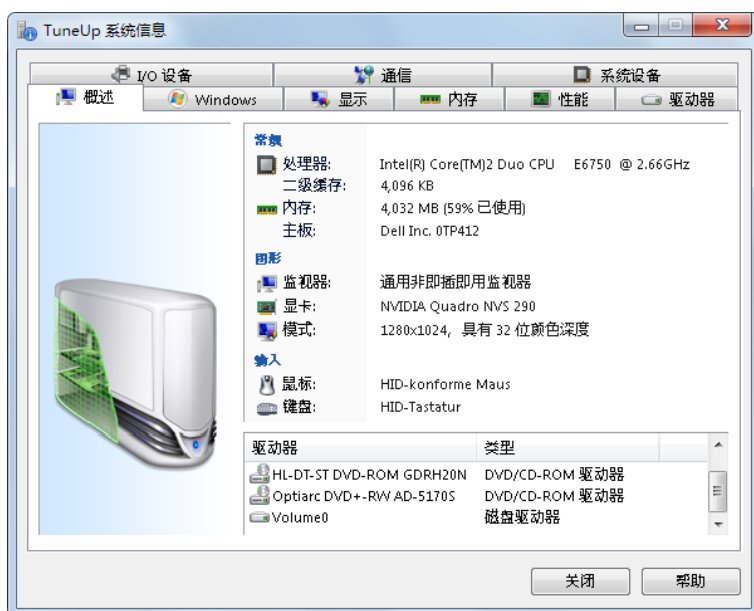 TuneUp 系统信息
I/O 设备 通信 系统设备
概述 Windows 显示 内存 性能 驱动器
常规
处理器: Intel(R) Core(TM)2 Duo CPU E6750 @ 2.66GHz
二级缓存: 4,096 KB
内存: 4,032 MB (59% 已使用)
主板: Dell Inc. 0TP412
图形
监视器: 通用非即插即用监视器
显卡: NVIDIA Quadro NVS 290
模式: 1280x1024, 具有 32 位颜色深度
输入
鼠标: HID-konforme Maus
键盘: HID-Tastatur
驱动器 类型
HL-DT-ST DVD-ROM GDRH20N DVD/CD-ROM 驱动器
Optiarc DVD+-RW AD-5170S DVD/CD-ROM 驱动器
Volume0 磁盘驱动器
关闭 帮助